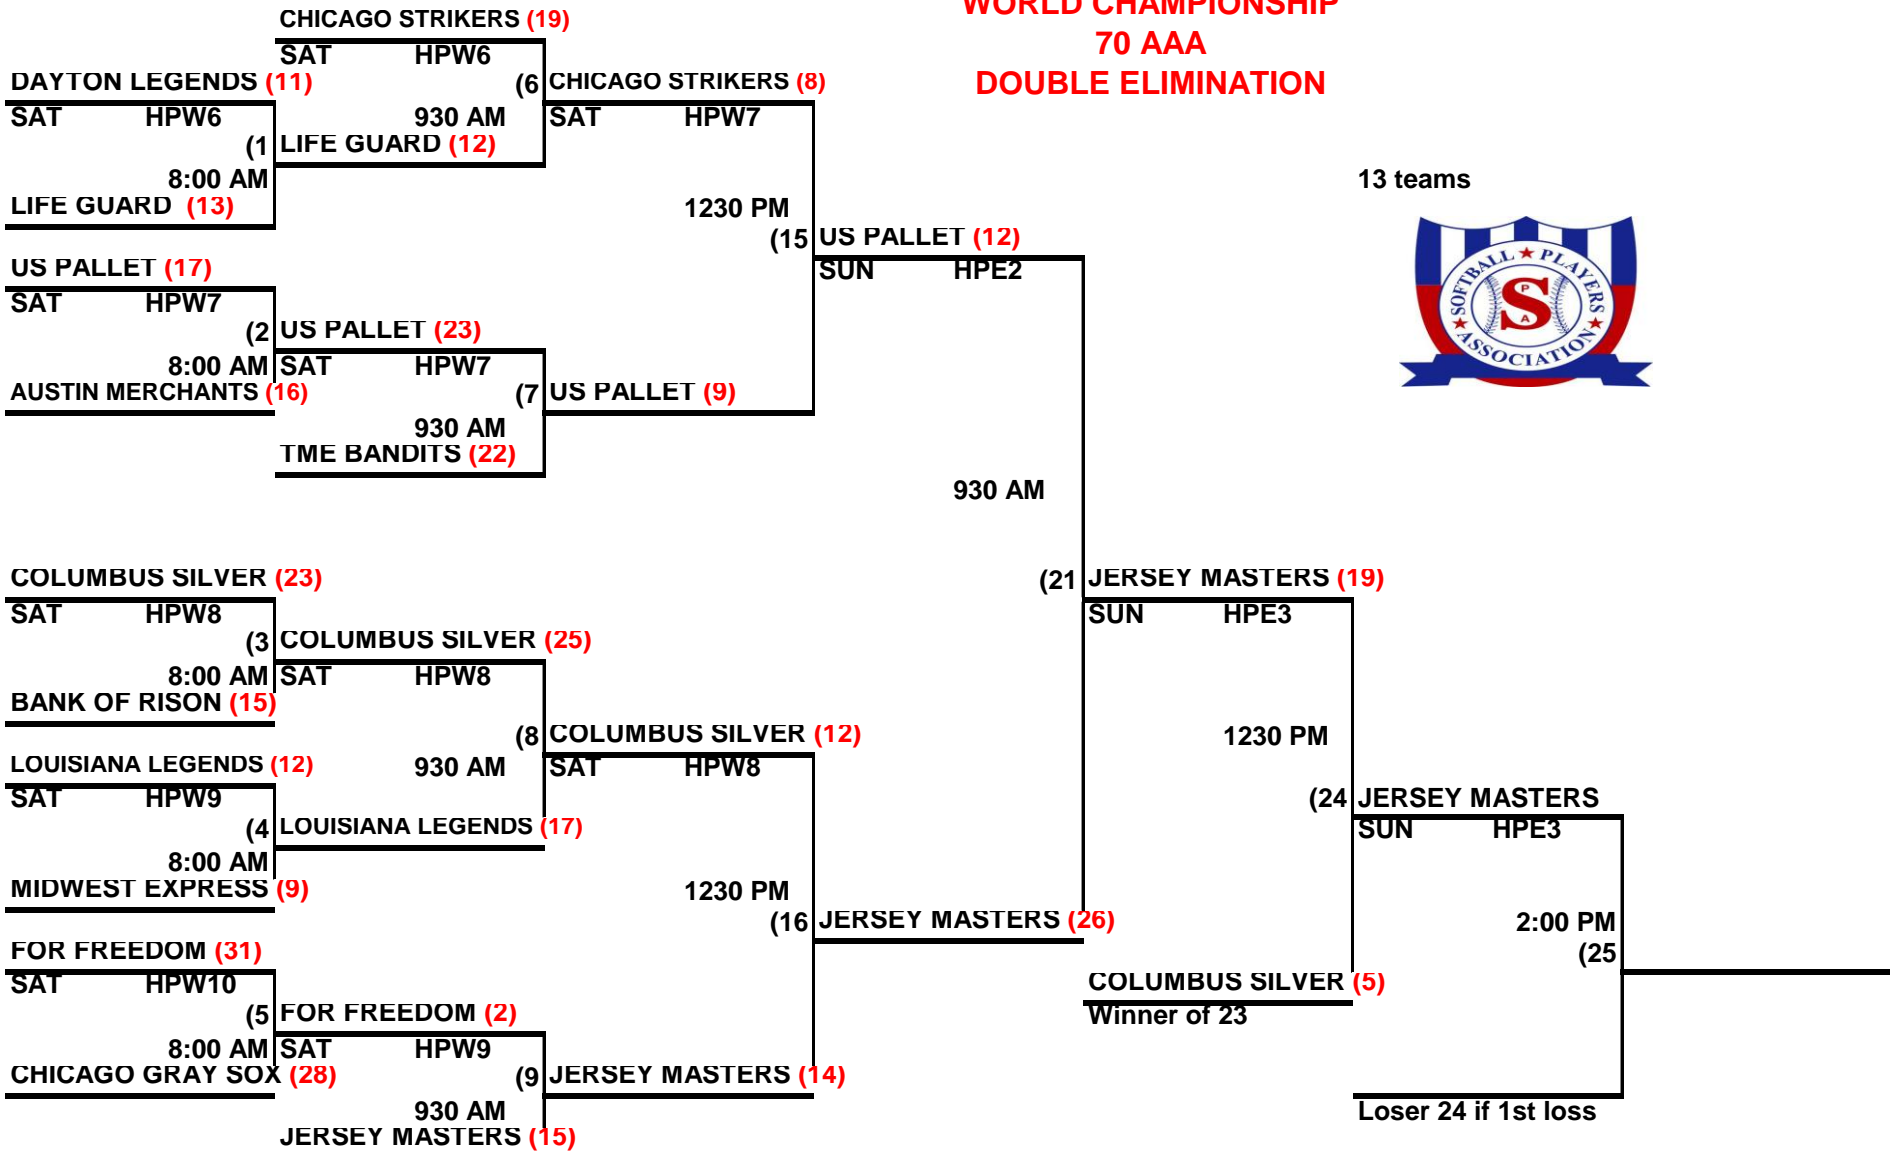 WORLD CHAMPIONSHIP
70 AAA
DOUBLE ELIMINATION
13 teams
SOFTBALL ★ PLAYERS ★ ASSOCIATION ★
S
P
A
CHICAGO STRIKERS (19)
SAT HPW6
(6
930 AM
DAYTON LEGENDS (11)
SAT HPW6
(1
8:00 AM
LIFE GUARD (13)
LIFE GUARD (12)
CHICAGO STRIKERS (8)
SAT HPW7
1230 PM
(15
US PALLET (17)
SAT HPW7
(2
8:00 AM
AUSTIN MERCHANTS (16)
US PALLET (23)
SAT HPW7
(7
930 AM
TME BANDITS (22)
US PALLET (9)
US PALLET (12)
SUN HPE2
930 AM
(21
COLUMBUS SILVER (23)
SAT HPW8
(3
8:00 AM
BANK OF RISON (15)
COLUMBUS SILVER (25)
SAT HPW8
(8
930 AM
LOUISIANA LEGENDS (12)
SAT HPW9
(4
8:00 AM
MIDWEST EXPRESS (9)
LOUISIANA LEGENDS (17)
COLUMBUS SILVER (12)
SAT HPW8
1230 PM
(16
FOR FREEDOM (31)
SAT HPW10
(5
8:00 AM
CHICAGO GRAY SOX (28)
FOR FREEDOM (2)
SAT HPW9
(9
930 AM
JERSEY MASTERS (15)
JERSEY MASTERS (14)
JERSEY MASTERS (26)
JERSEY MASTERS (19)
SUN HPE3
1230 PM
(24
COLUMBUS SILVER (5)
Winner of 23
JERSEY MASTERS
SUN HPE3
2:00 PM
(25
Loser 24 if 1st loss